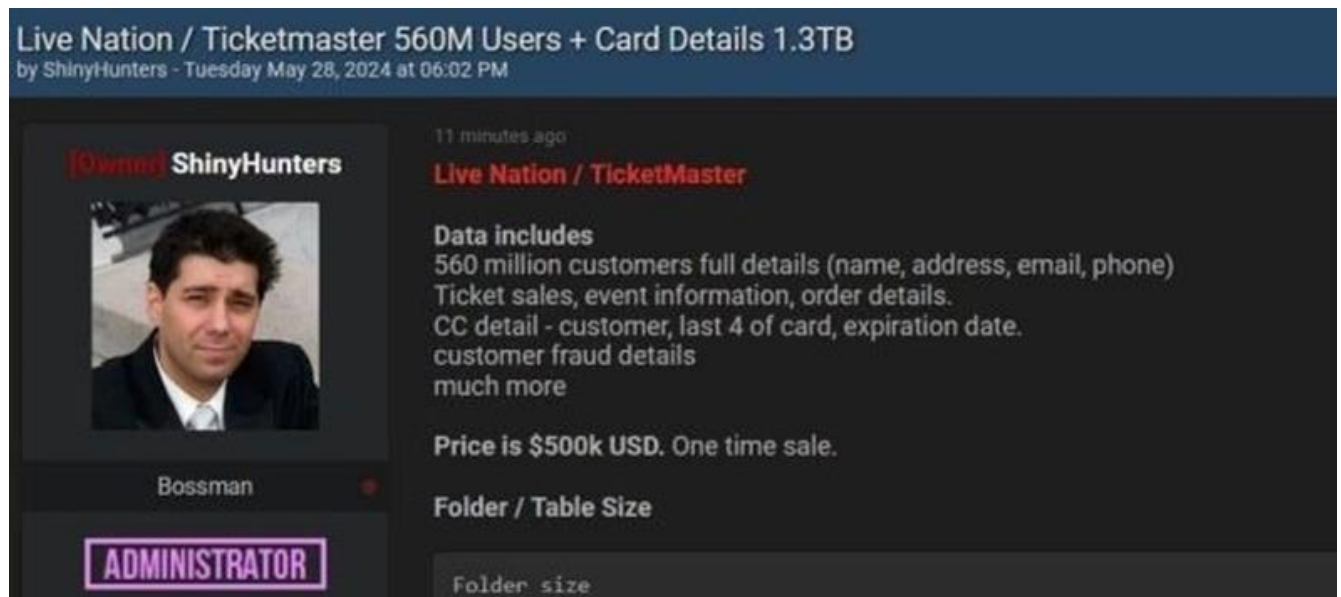 Live Nation / Ticketmaster 560M Users + Card Details 1.3TB
by ShinyHunters - Tuesday May 28, 2024 at 06:02 PM
[Owner] ShinyHunters
Bossman
ADMINISTRATOR
11 minutes ago
Live Nation / TicketMaster
Data includes
560 million customers full details (name, address, email, phone)
Ticket sales, event information, order details.
CC detail - customer, last 4 of card, expiration date.
customer fraud details
much more
Price is $500k USD. One time sale.
Folder / Table Size
Folder size